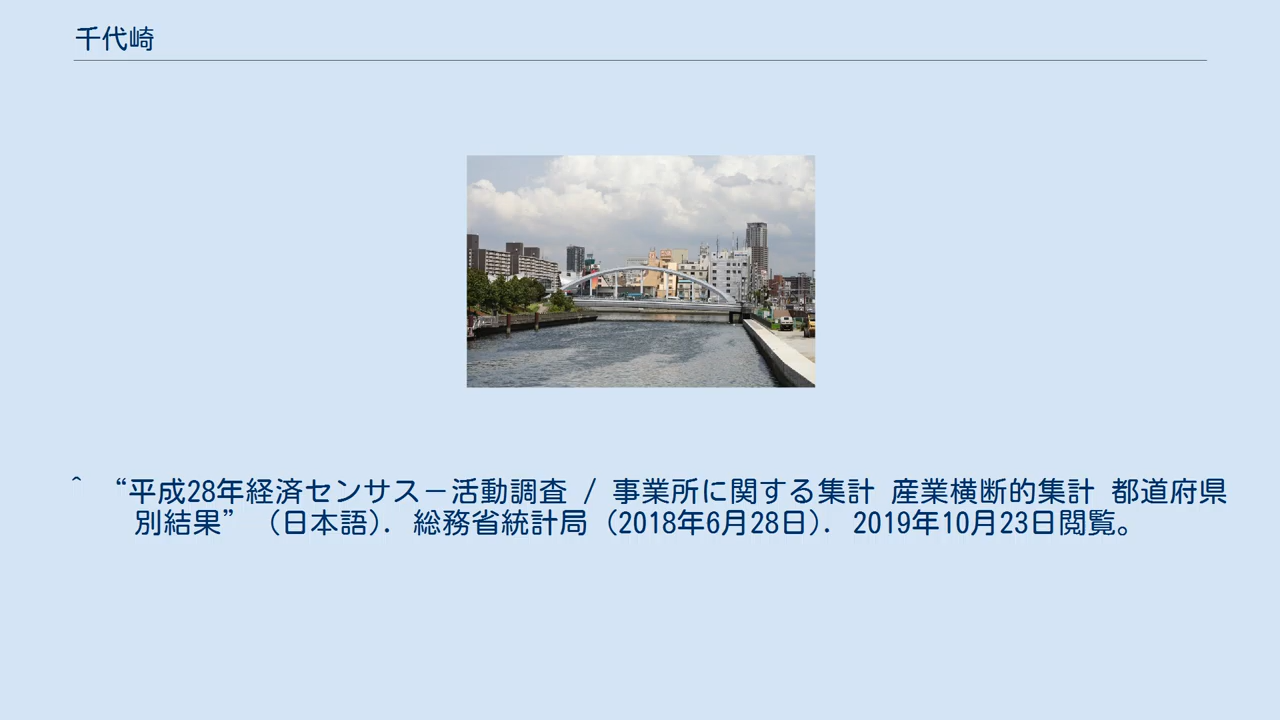 千代崎
^ “平成28年経済センサス－活動調査 / 事業所に関する集計 産業横断的集計 都道府県
別結果” （日本語）. 総務省統計局 (2018年6月28日). 2019年10月23日閲覧。